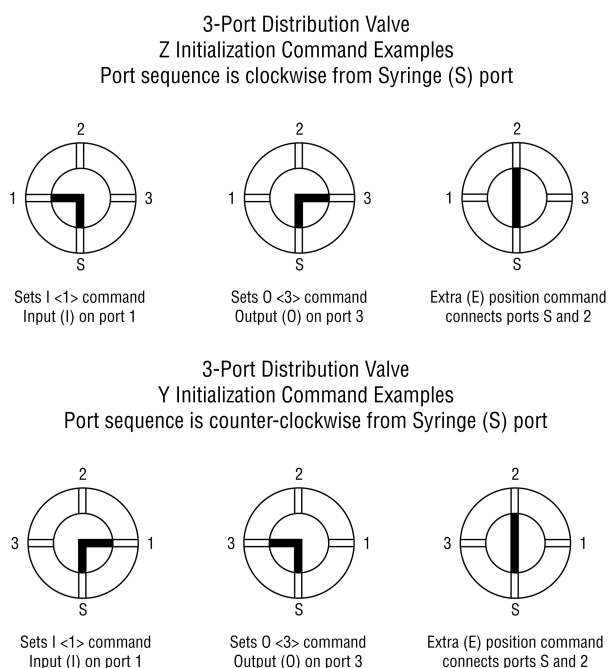 3-Port Distribution Valve
Z Initialization Command Examples
Port sequence is clockwise from Syringe (S) port
2
1
3
S
2
1
3
S
2
1
3
S
Sets I <1> command
Input (I) on port 1
Sets O <3> command
Output (O) on port 3
Extra (E) position command
connects ports S and 2
3-Port Distribution Valve
Y Initialization Command Examples
Port sequence is counter-clockwise from Syringe (S) port
2
3
1
S
2
3
1
S
2
3
1
S
Sets I <1> command
Input (I) on port 1
Sets O <3> command
Output (O) on port 3
Extra (E) position command
connects ports S and 2